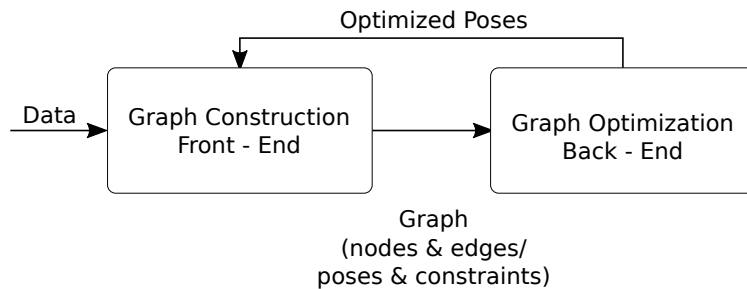 Optimized Poses
Data
Graph Construction
Front - End
Graph Optimization
Back - End
Graph
(nodes & edges/
poses & constraints)